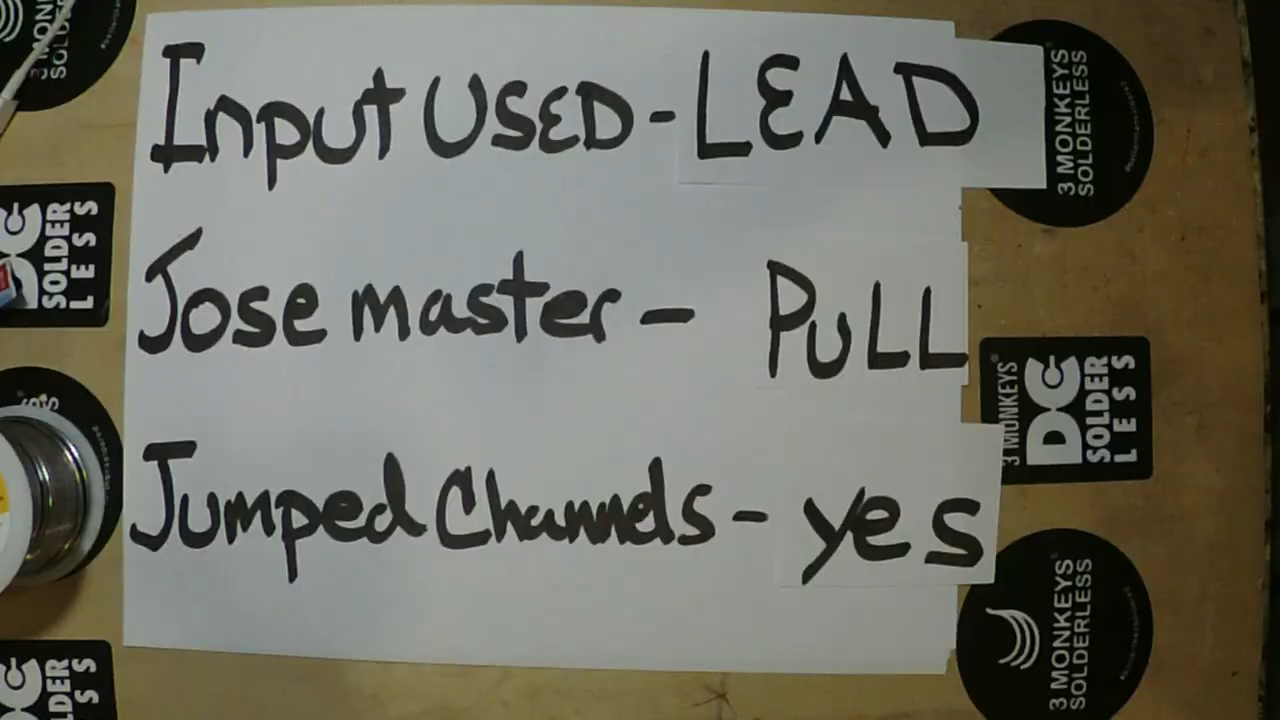 Input USED - LEAD
Jose master - PULL
Jumped Channels - yes
3 MONKEYS
SOLDERLESS
SOLDER
LESS
3 MONKEYS
DC
SOLDER
LESS
3 MONKEYS
SOLDERLESS